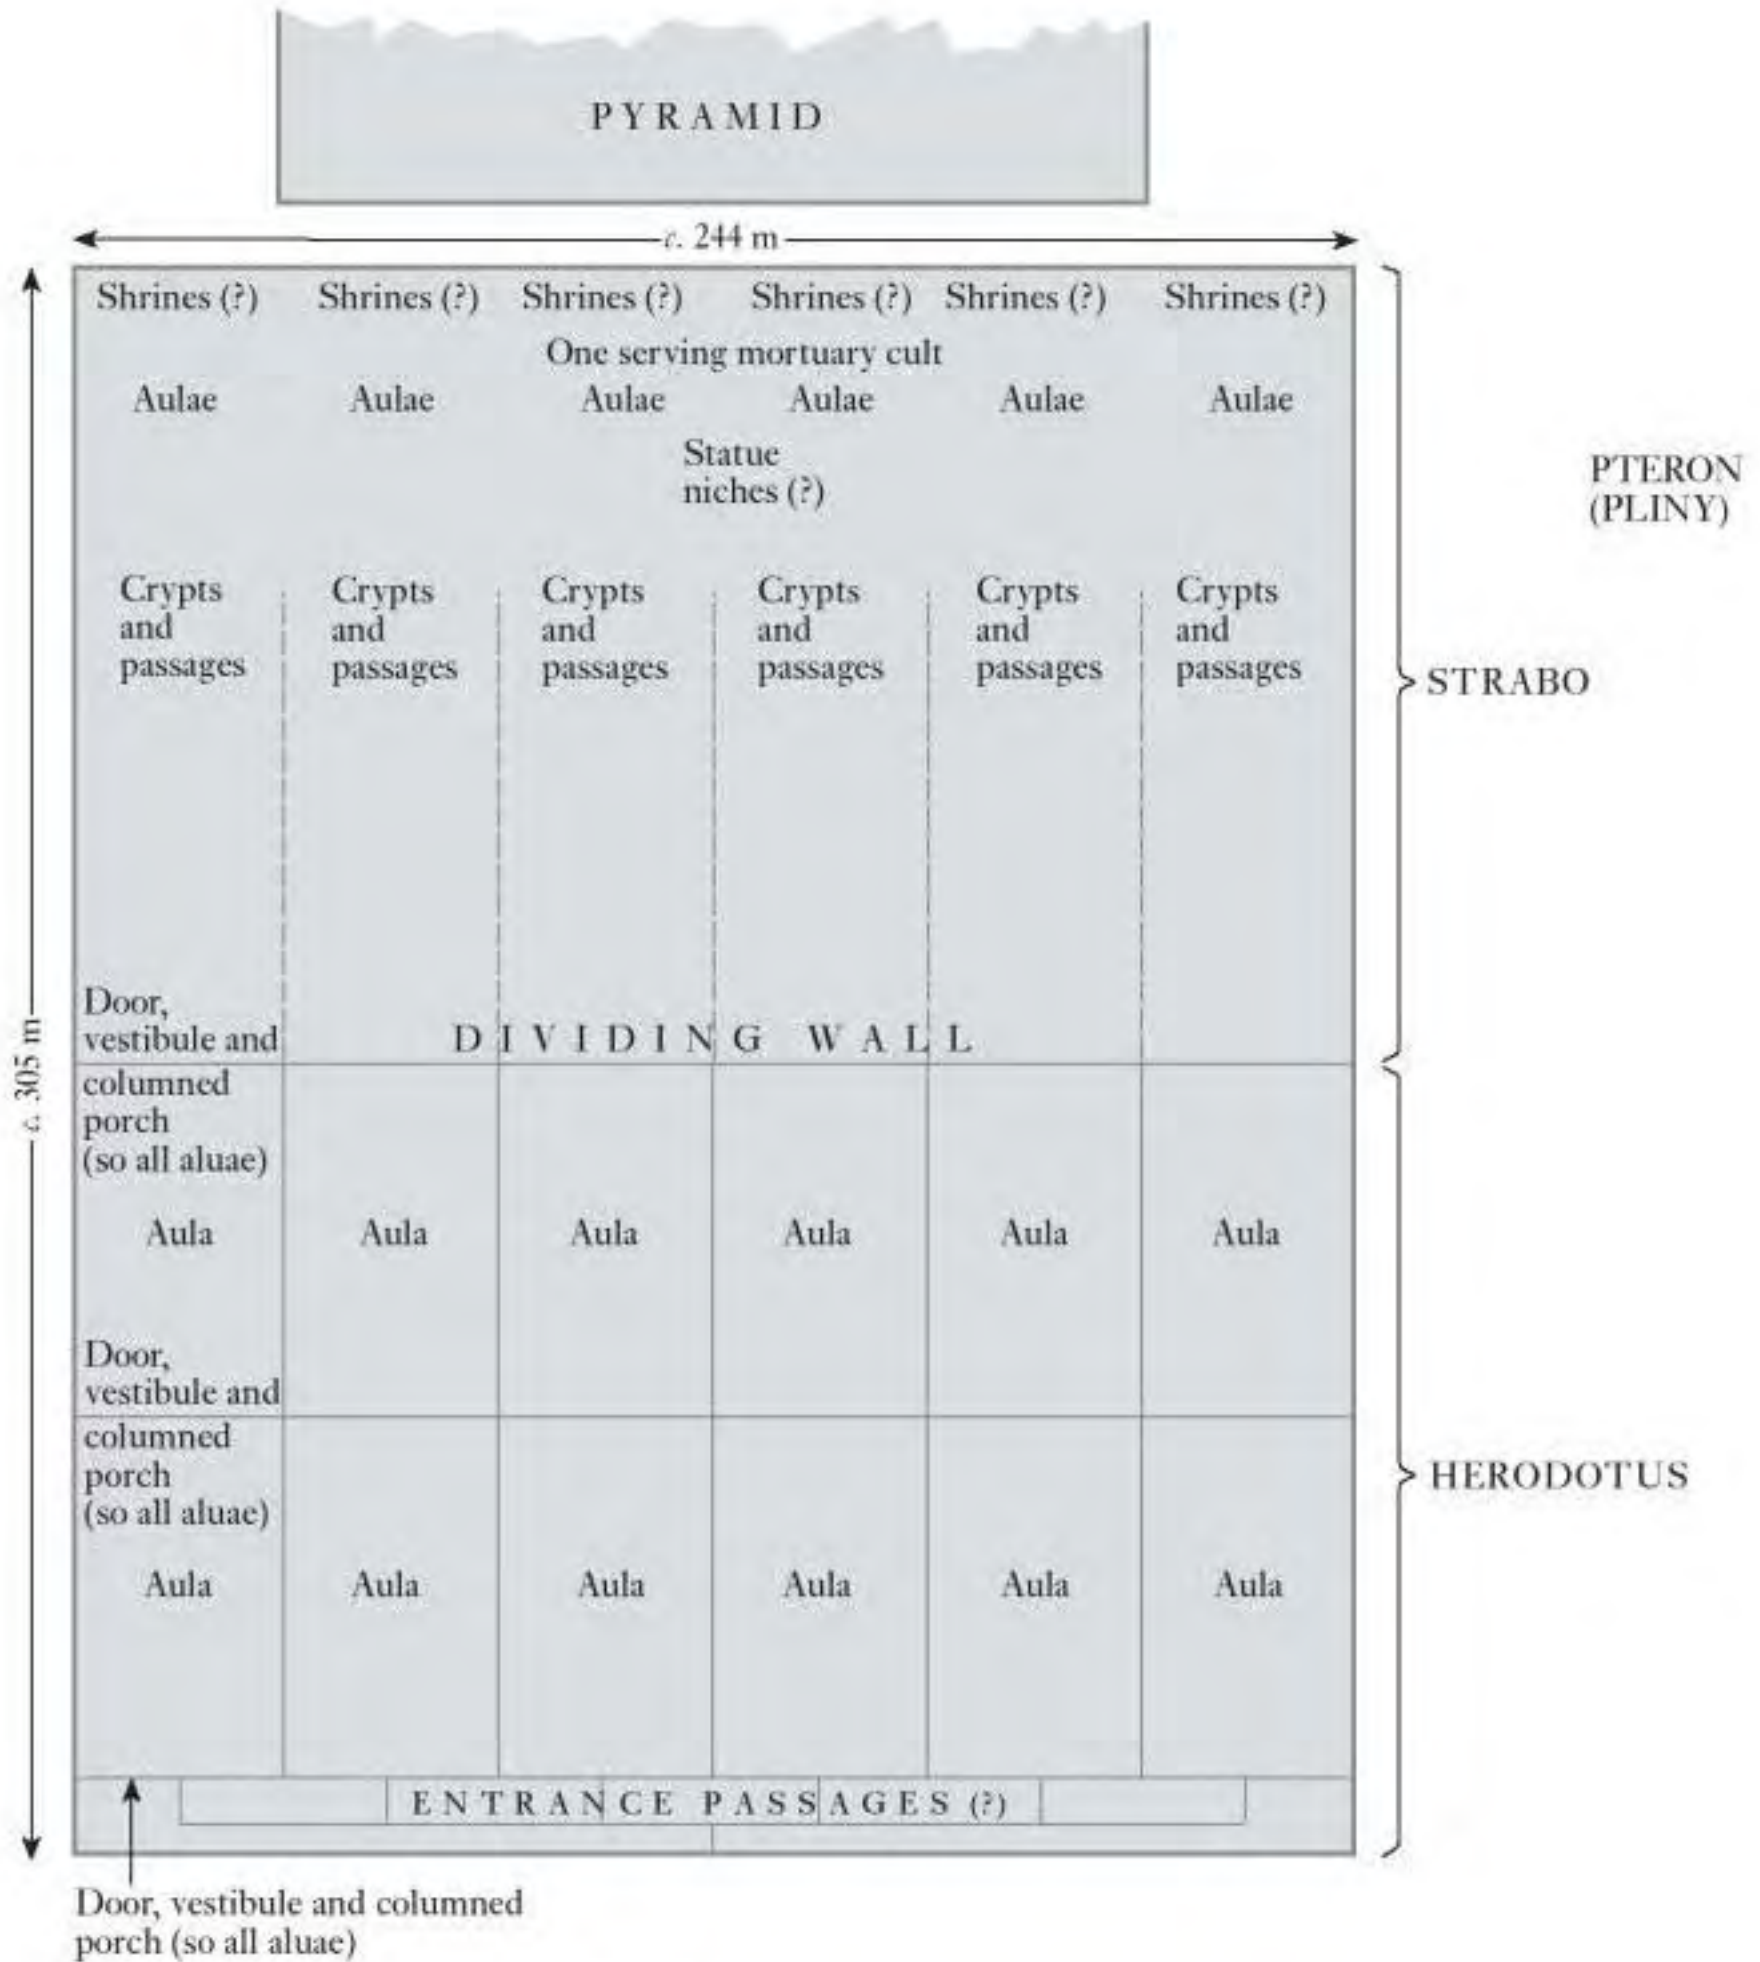 PYRAMID
c. 244 m
Shrines (?) Shrines (?) Shrines (?) Shrines (?) Shrines (?) Shrines (?)
One serving mortuary cult
Aulae Aulae Aulae Aulae Aulae Aulae
Statue
niches (?)
PTERON
(PLINY)
Crypts Crypts Crypts Crypts Crypts Crypts
and and and and and and
passages passages passages passages passages passages
STRABO
Door,
vestibule and
DIVIDING WALL
c. 305 m
columned
porch
(so all aluae)
Aula Aula Aula Aula Aula Aula
Door,
vestibule and
columned
porch
(so all aluae)
HERODOTUS
Aula Aula Aula Aula Aula Aula
ENTRANCE PASSAGES (?)
Door, vestibule and columned
porch (so all aluae)